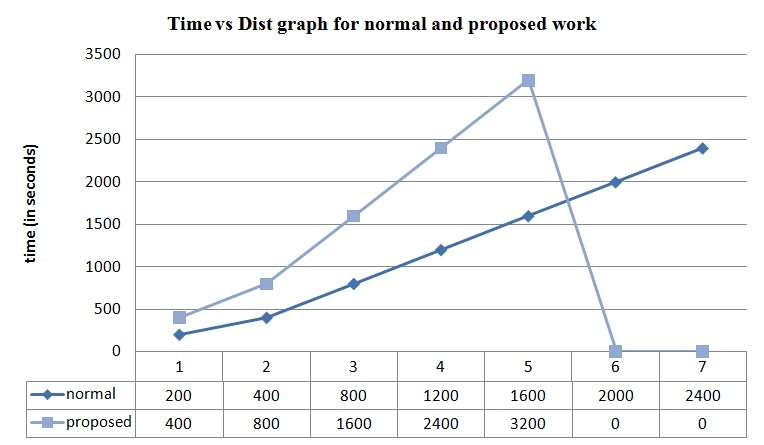 Time vs Dist graph for normal and proposed work
time (in seconds)
3500
3000
2500
2000
1500
1000
500
0
1 2 3 4 5 6 7
normal 200 400 800 1200 1600 2000 2400
proposed 400 800 1600 2400 3200 0 0